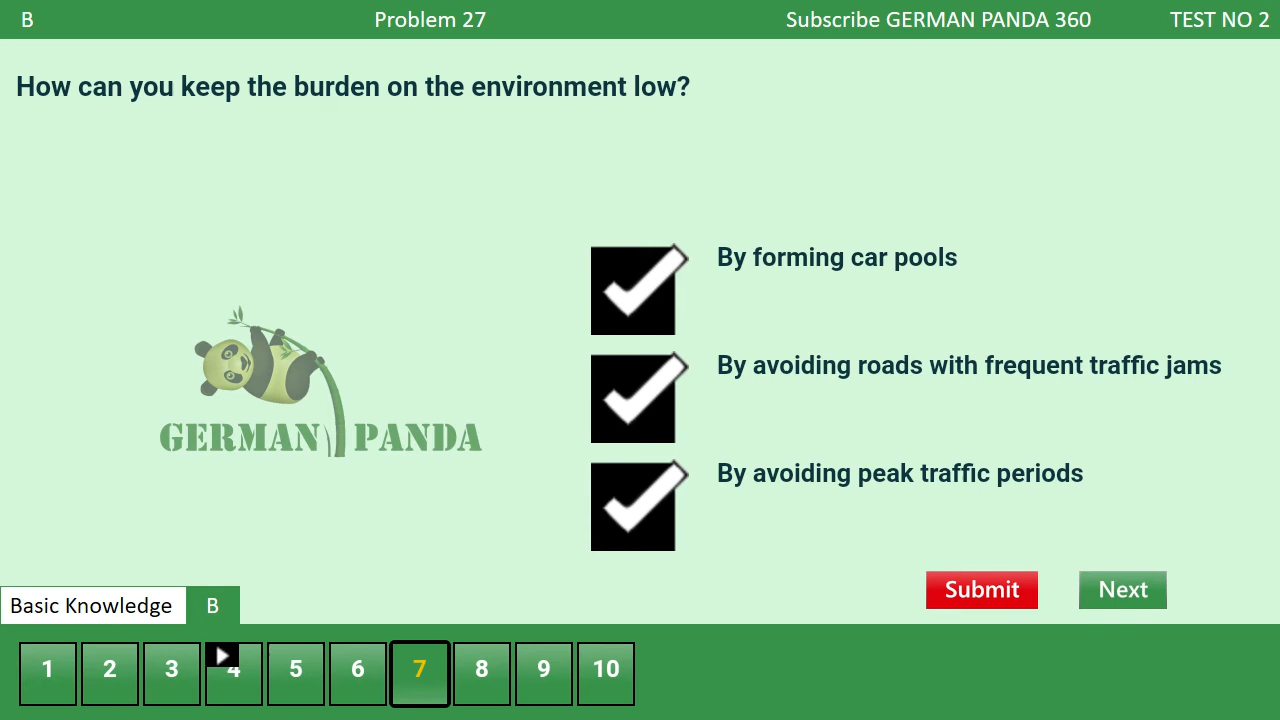 B Problem 27 Subscribe GERMAN PANDA 360 TEST NO 2
How can you keep the burden on the environment low?
By forming car pools
By avoiding roads with frequent traffic jams
By avoiding peak traffic periods
GERMAN PANDA
Submit Next
Basic Knowledge B
1 2 3 4 5 6 7 8 9 10